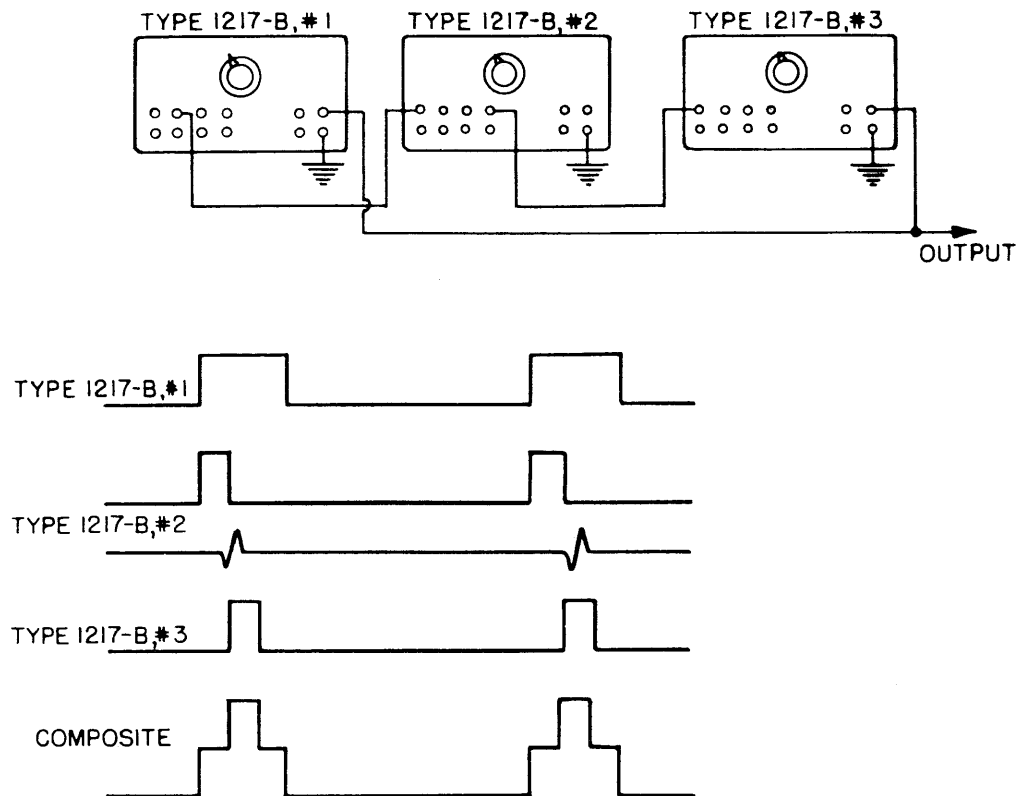 TYPE 1217-B, #1
TYPE 1217-B, #2
TYPE 1217-B, #3
OUTPUT
TYPE 1217-B, #1
TYPE 1217-B, #2
TYPE 1217-B, #3
COMPOSITE